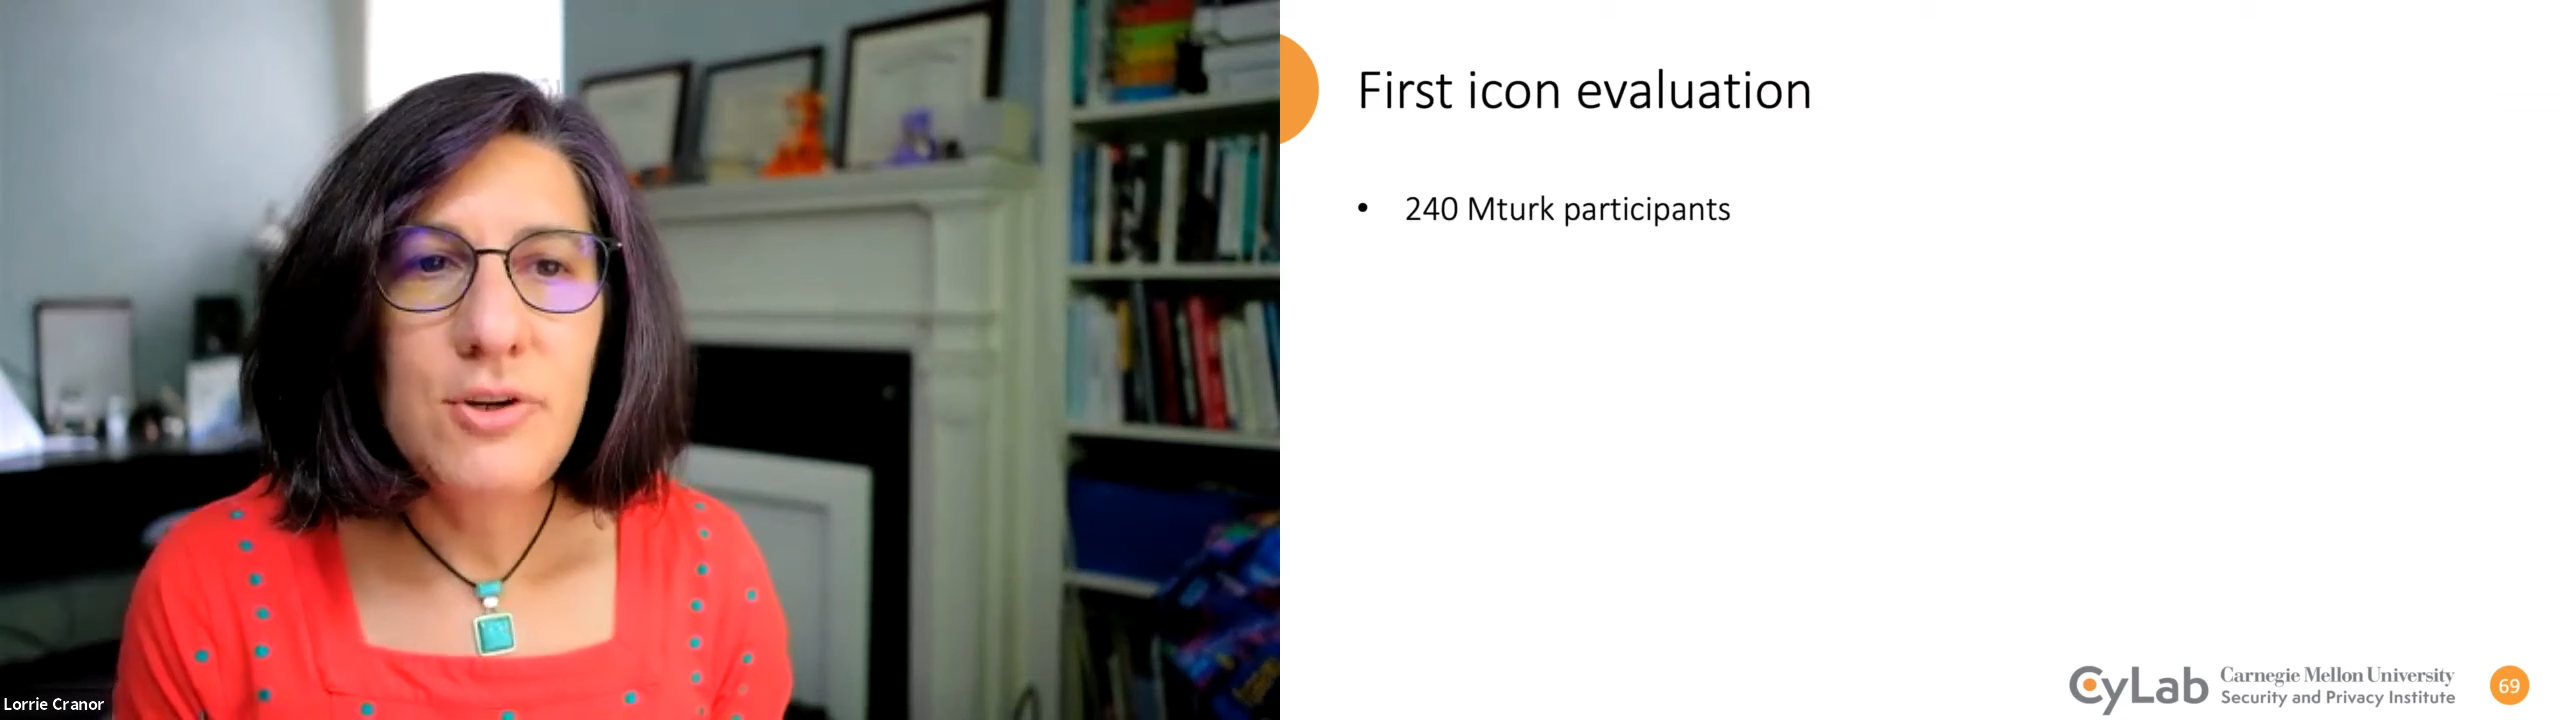 Lorrie Cranor
First icon evaluation
• 240 Mturk participants
CyLab
Carnegie Mellon University
Security and Privacy Institute
69